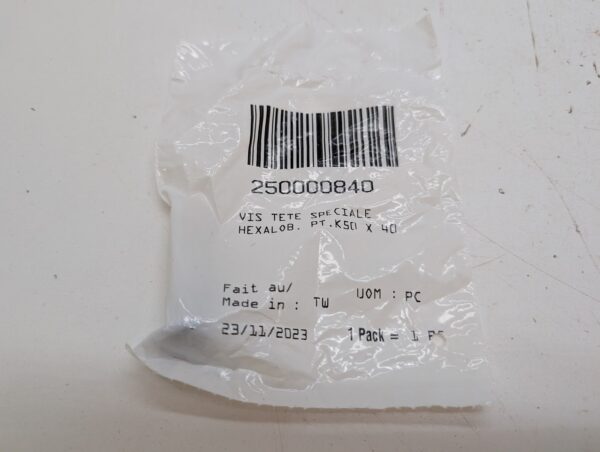 250000840
VIS TETE SPECIALE
HEXALOB. PT.K50 X 40
Fait au/
Made in : TW UOM : PC
23/11/2023 1 Pack = 1